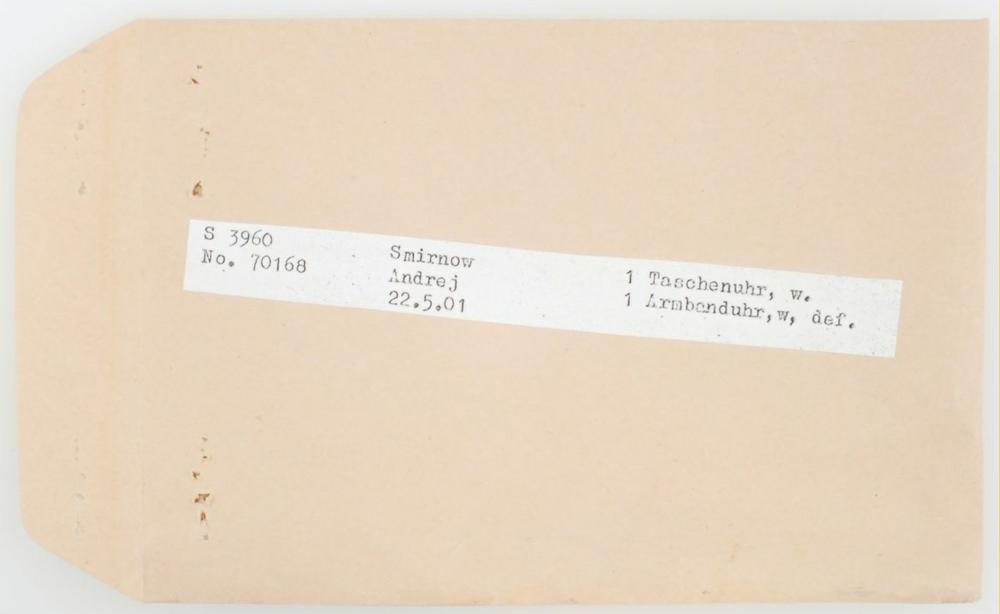 S 3960
No. 70168
Smirnow
Andrej
22.5.01
1 Taschenuhr, w.
1 Armbanduhr,w, def.